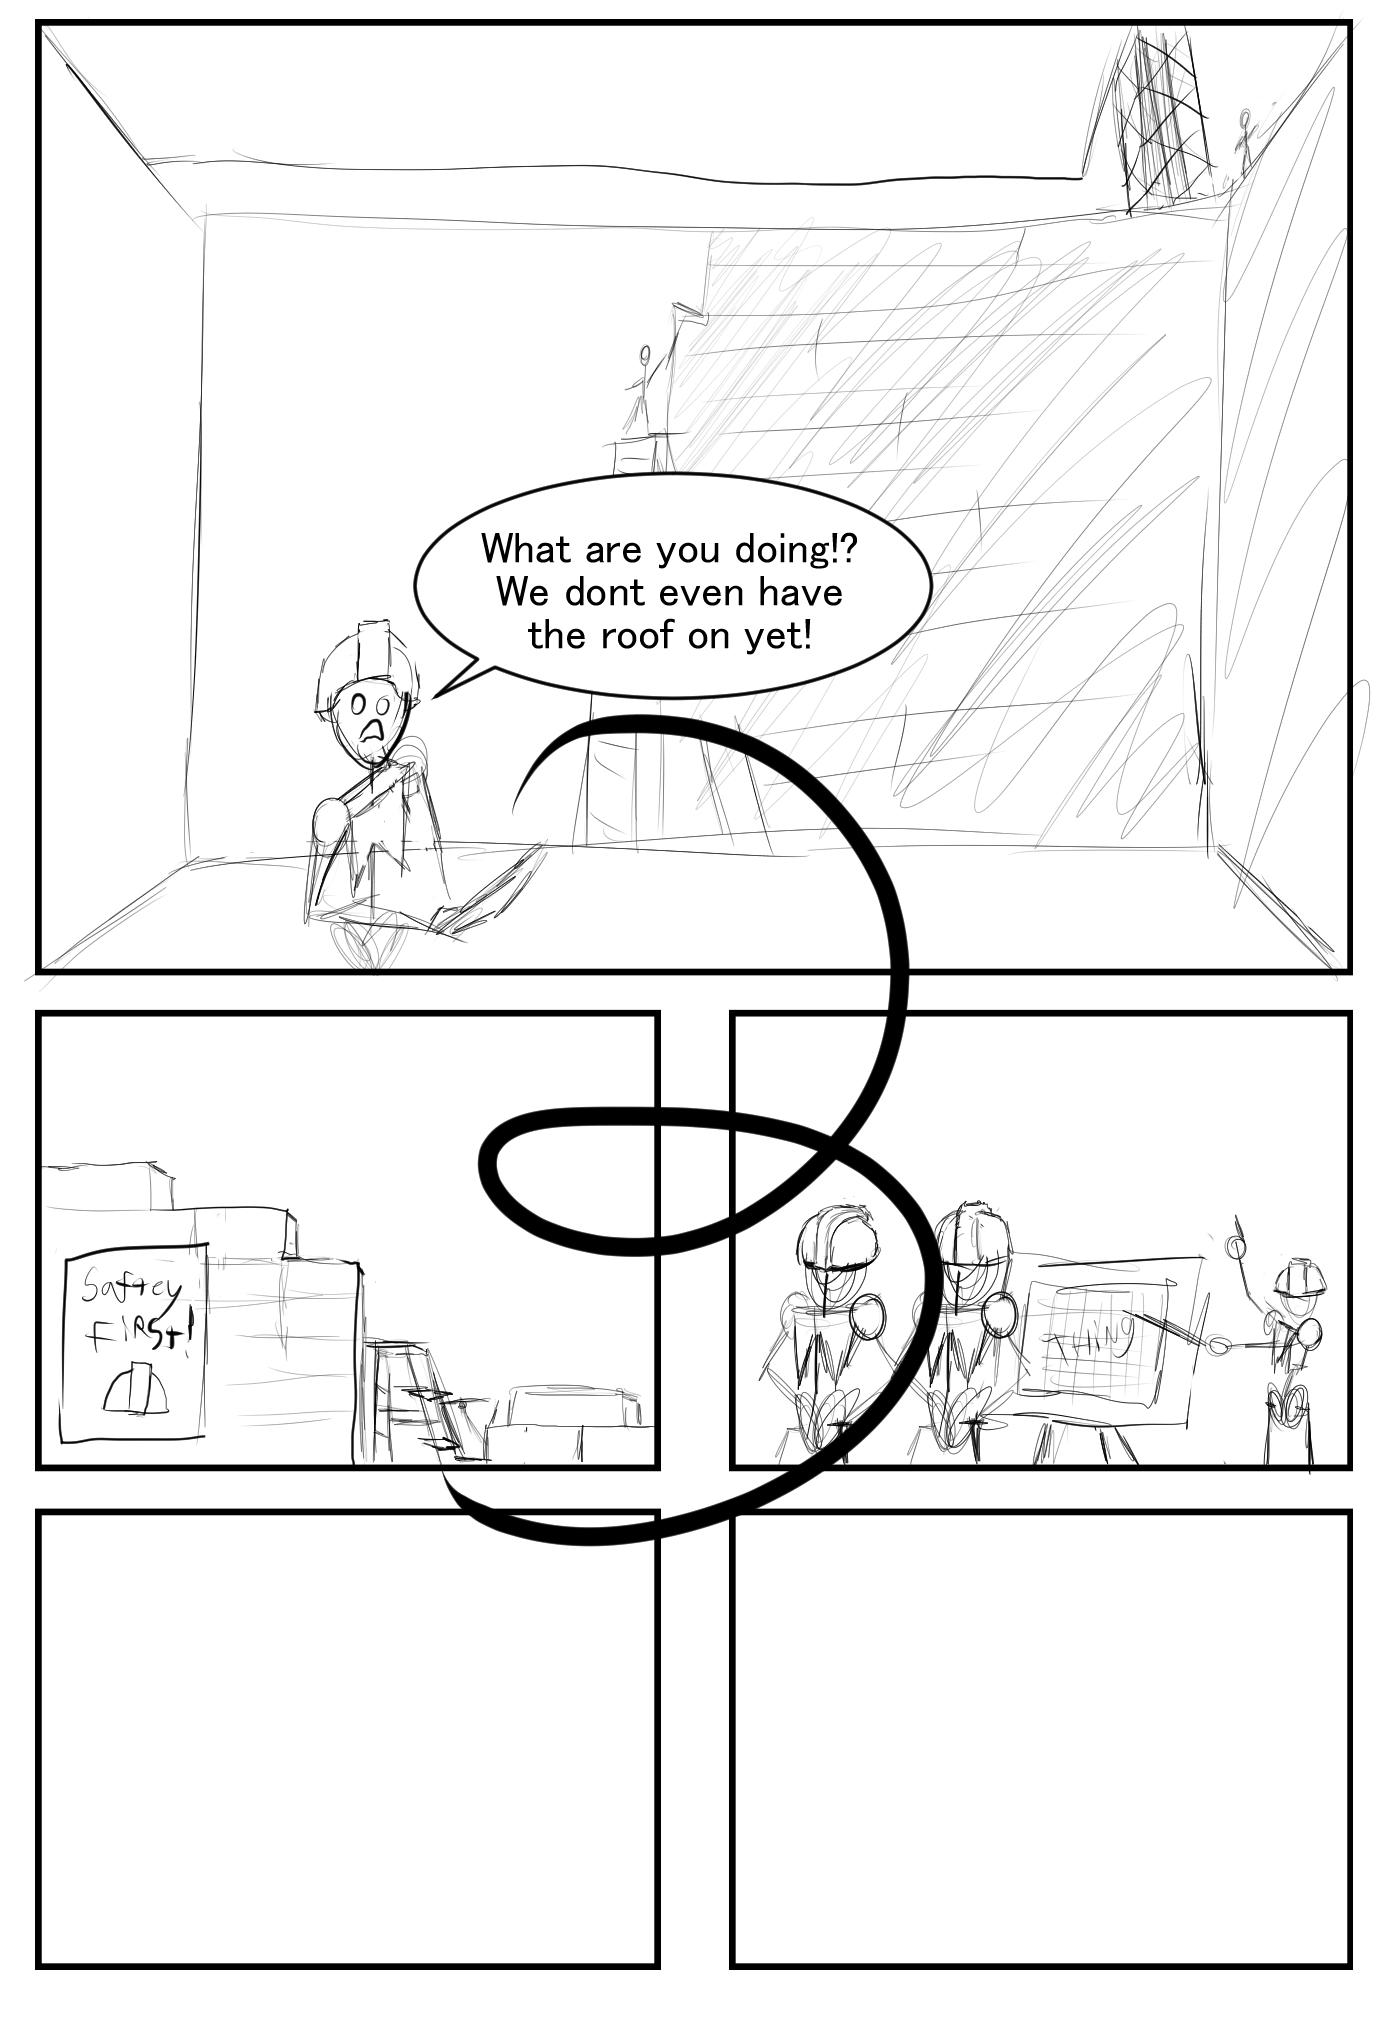 What are you doing!?
We dont even have
the roof on yet!
Saftey
FIRST!
THING